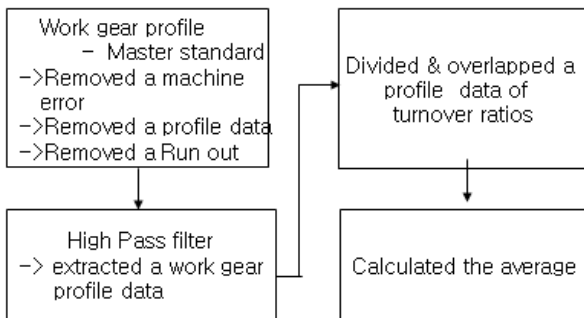 Work gear profile
– Master standard
–>Removed a machine
error
–>Removed a profile data
–>Removed a Run out
High Pass filter
–> extracted a work gear
profile data
Divided & overlapped a
profile data of
turnover ratios
Calculated the average